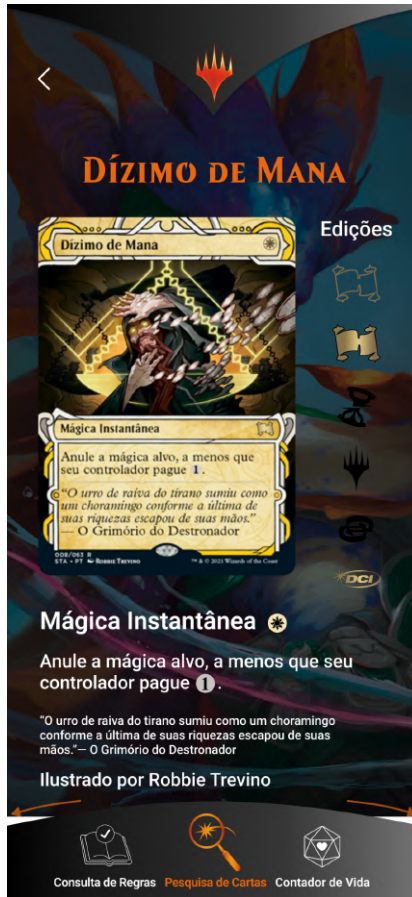 Dízimo de Mana
Edições
Dízimo de Mana
Mágica Instantânea
Anule a mágica alvo, a menos que
seu controlador pague 1.
“O urro de raiva do tirano sumiu como
um choramingo conforme a última de
suas riquezas escapou de suas mãos.”
— O Grimório do Destronador
008/063 R
STA • PT Robbie Trevino
™ & © 2021 Wizards of the Coast
DCI
Mágica Instantânea
Anule a mágica alvo, a menos que seu
controlador pague 1.
"O urro de raiva do tirano sumiu como um choramingo
conforme a última de suas riquezas escapou de suas
mãos."— O Grimório do Destronador
Ilustrado por Robbie Trevino
Consulta de Regras Pesquisa de Cartas Contador de Vida